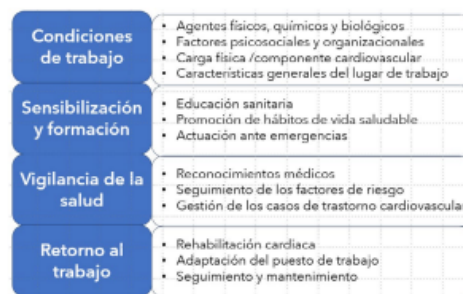 Condiciones
de trabajo
• Agentes físicos, químicos y biológicos
• Factores psicosociales y organizacionales
• Carga física /componente cardiovascular
• Características generales del lugar de trabajo
Sensibilización
y formación
• Educación sanitaria
• Promoción de hábitos de vida saludable
• Actuación ante emergencias
Vigilancia de la
salud
• Reconocimientos médicos
• Seguimiento de los factores de riesgo
• Gestión de los casos de trastorno cardiovascular
Retorno al
trabajo
• Rehabilitación cardiaca
• Adaptación del puesto de trabajo
• Seguimiento y mantenimiento